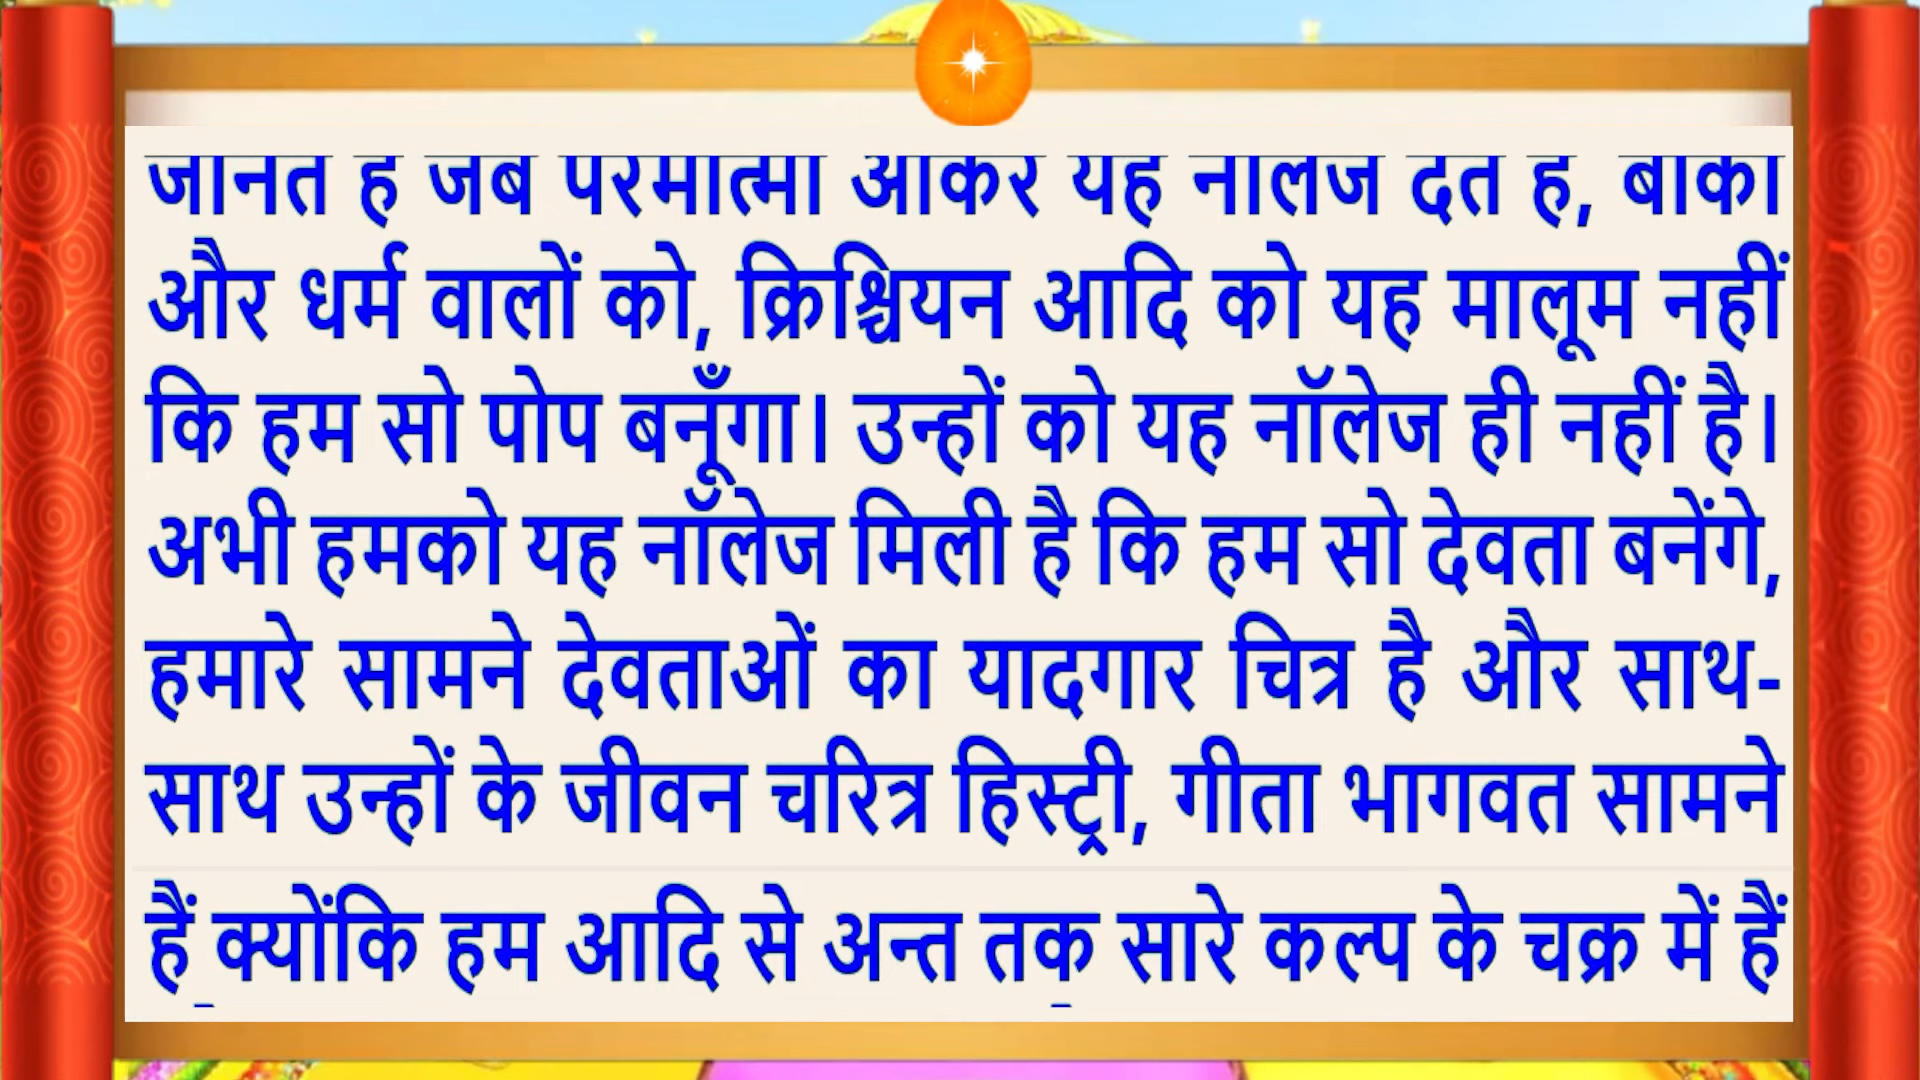 जानते हैं जब परमात्मा आकर यह नॉलेज देते हैं, बाकी
और धर्म वालों को, क्रिश्चियन आदि को यह मालूम नहीं
कि हम सो पोप बनूँगा। उन्हों को यह नॉलेज ही नहीं है।
अभी हमको यह नॉलेज मिली है कि हम सो देवता बनेंगे,
हमारे सामने देवताओं का यादगार चित्र है और साथ-
साथ उन्हों के जीवन चरित्र हिस्ट्री, गीता भागवत सामने
हैं क्योंकि हम आदि से अन्त तक सारे कल्प के चक्र में हैं